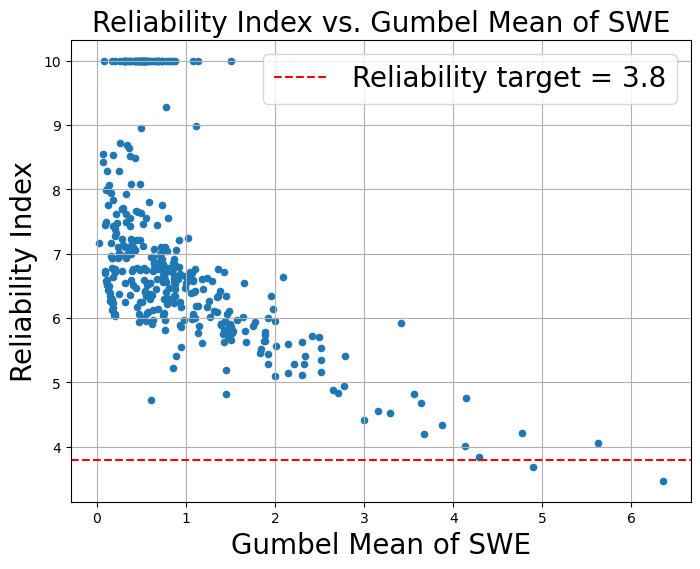 Reliability Index vs. Gumbel Mean of SWE
Reliability target = 3.8
Reliability Index
10
9
8
7
6
5
4
0 1 2 3 4 5 6
Gumbel Mean of SWE